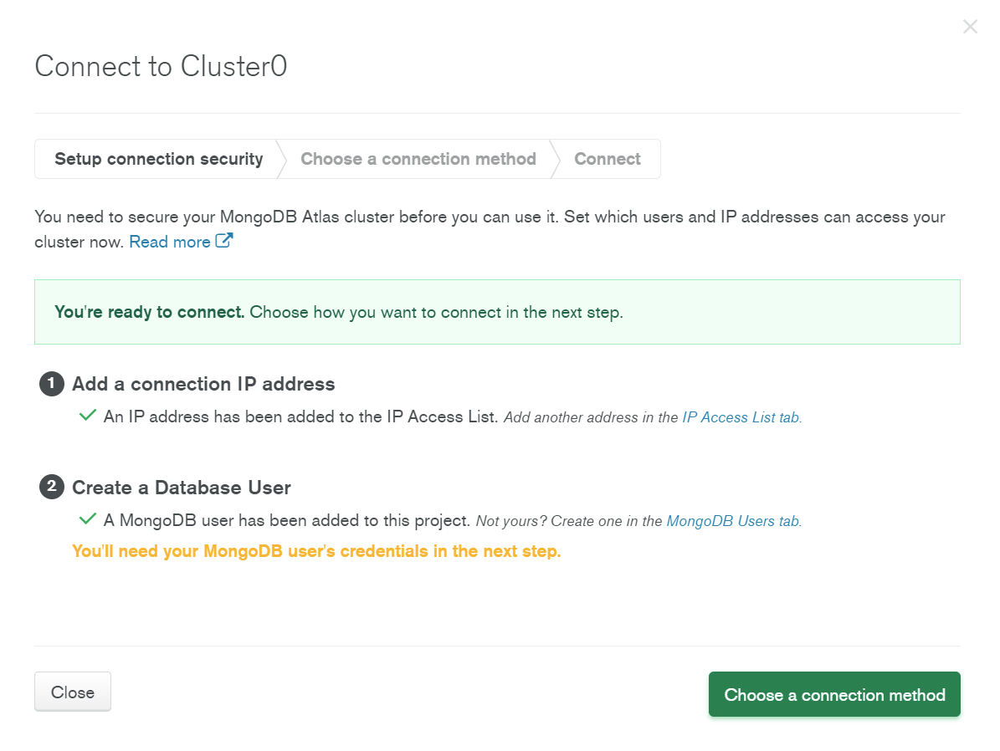 Connect to Cluster0
Setup connection security
Choose a connection method
Connect
You need to secure your MongoDB Atlas cluster before you can use it. Set which users and IP addresses can access your
cluster now. Read more
You're ready to connect. Choose how you want to connect in the next step.
1 Add a connection IP address
An IP address has been added to the IP Access List. Add another address in the IP Access List tab.
2 Create a Database User
A MongoDB user has been added to this project. Not yours? Create one in the MongoDB Users tab.
You'll need your MongoDB user's credentials in the next step.
Close
Choose a connection method